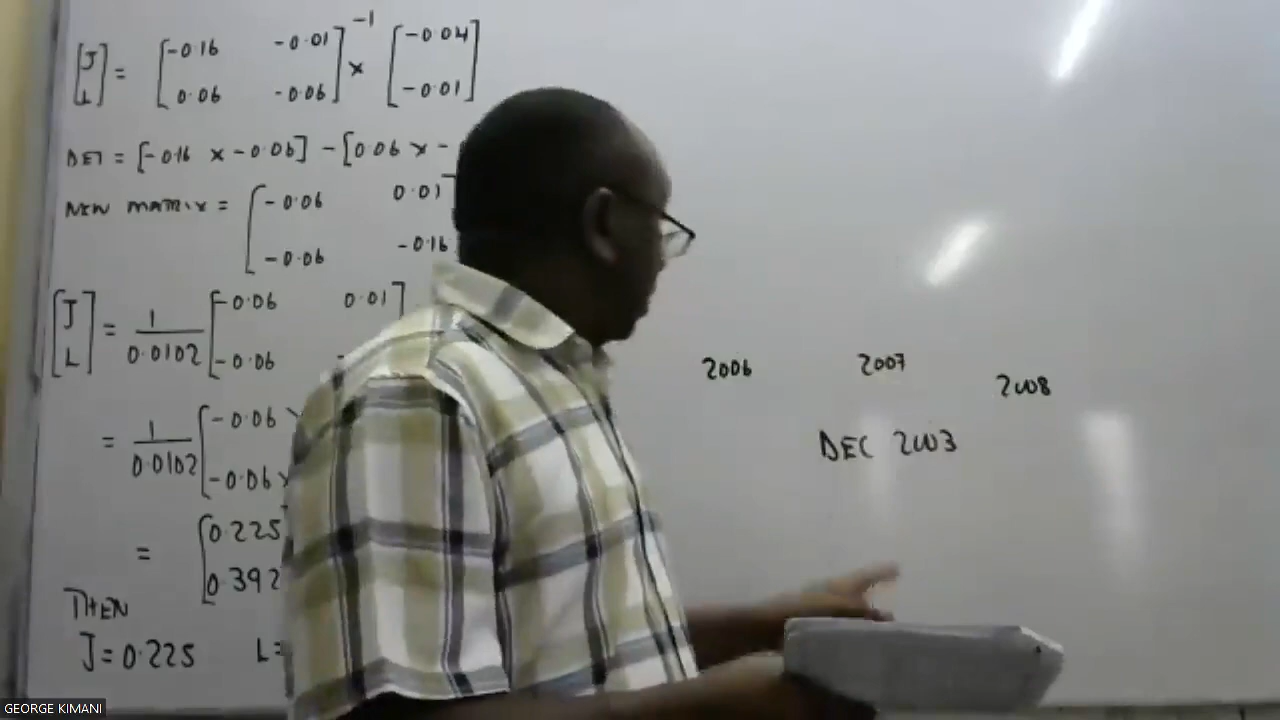 [J L] = [-0.16 -0.01 0.06 -0.06]^-1 × [-0.04 -0.01]
DET = [-0.16 × -0.06] - [0.06 × -
NEW MATRIX = [-0.06 0.01 -0.06 -0.16
[J L] = 1/0.0102 [-0.06 0.01] -0.06
= 1/0.0102 [-0.06 × -0.06 ×
= [0.225 0.392
THEN
J = 0.225 L =
2006 2007 2008
DEC 2003
GEORGE KIMANI